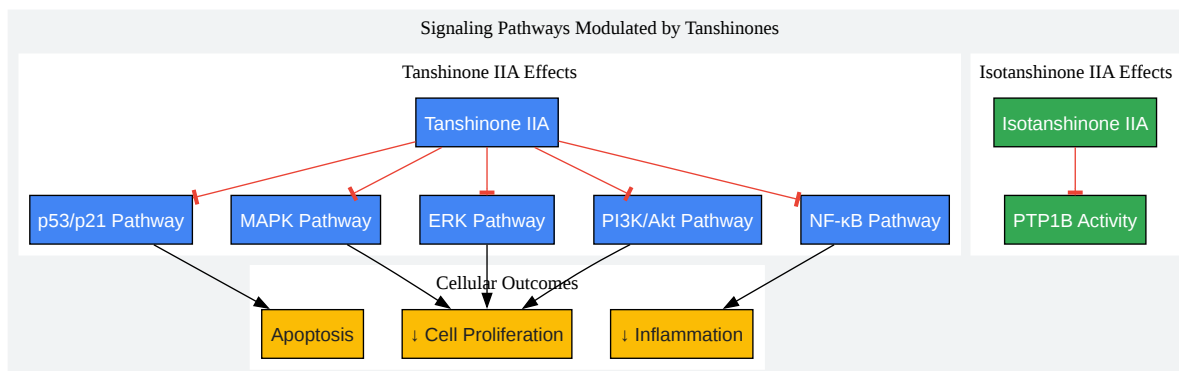 Signaling Pathways Modulated by Tanshinones
Tanshinone IIA Effects
Isotanshinone IIA Effects
Tanshinone IIA
Isotanshinone IIA
p53/p21 Pathway
MAPK Pathway
ERK Pathway
PI3K/Akt Pathway
NF-κB Pathway
PTP1B Activity
Cellular Outcomes
Apoptosis
↓ Cell Proliferation
↓ Inflammation